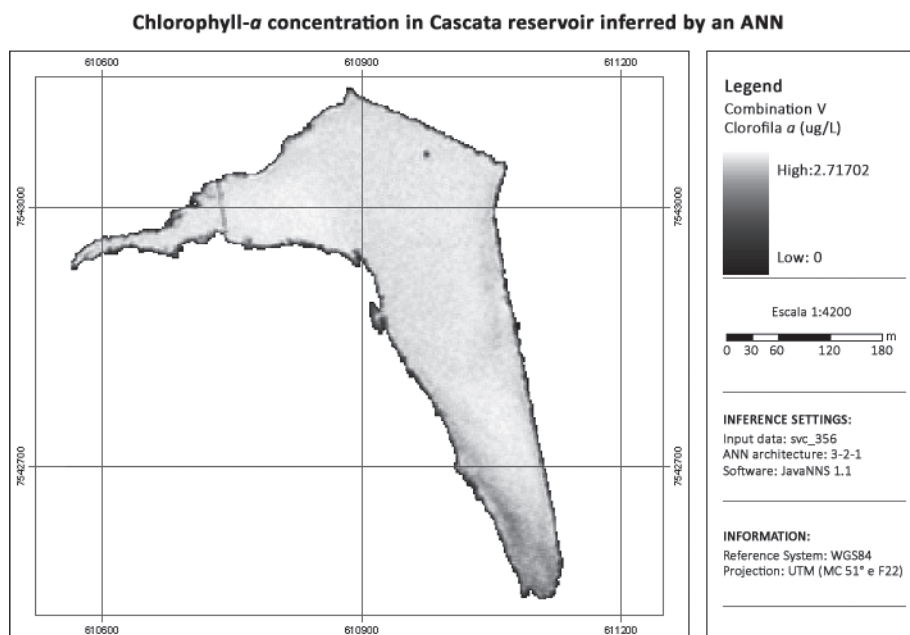 Chlorophyll-a concentration in Cascata reservoir inferred by an ANN
610600 610900 611200
7543000 7543000
7542700 7542700
610600 610900 611200
Legend
Combination V
Clorofila a (ug/L)
High:2.71702
Low: 0
Escala 1:4200
m
0 30 60 120 180
INFERENCE SETTINGS:
Input data: svc_356
ANN architecture: 3-2-1
Software: JavaNNS 1.1
INFORMATION:
Reference System: WGS84
Projection: UTM (MC 51° e F22)